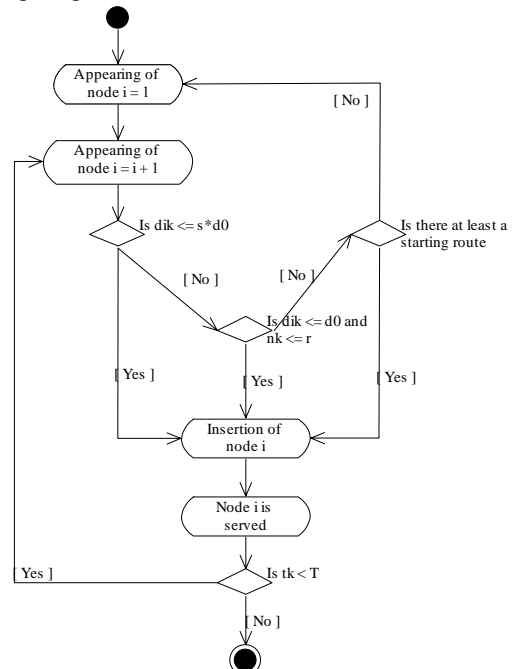 Appearing of
node i = 1
[ No ]
Appearing of
node i = i + 1
Is dik <= s*d0
Is there at least a
starting route
[ No ]
[ No ]
Is dik <= d0 and
nk <= r
[ Yes ]
[ Yes ]
[ Yes ]
Insertion of
node i
Node i is
served
Is tk < T
[ Yes ]
[ No ]